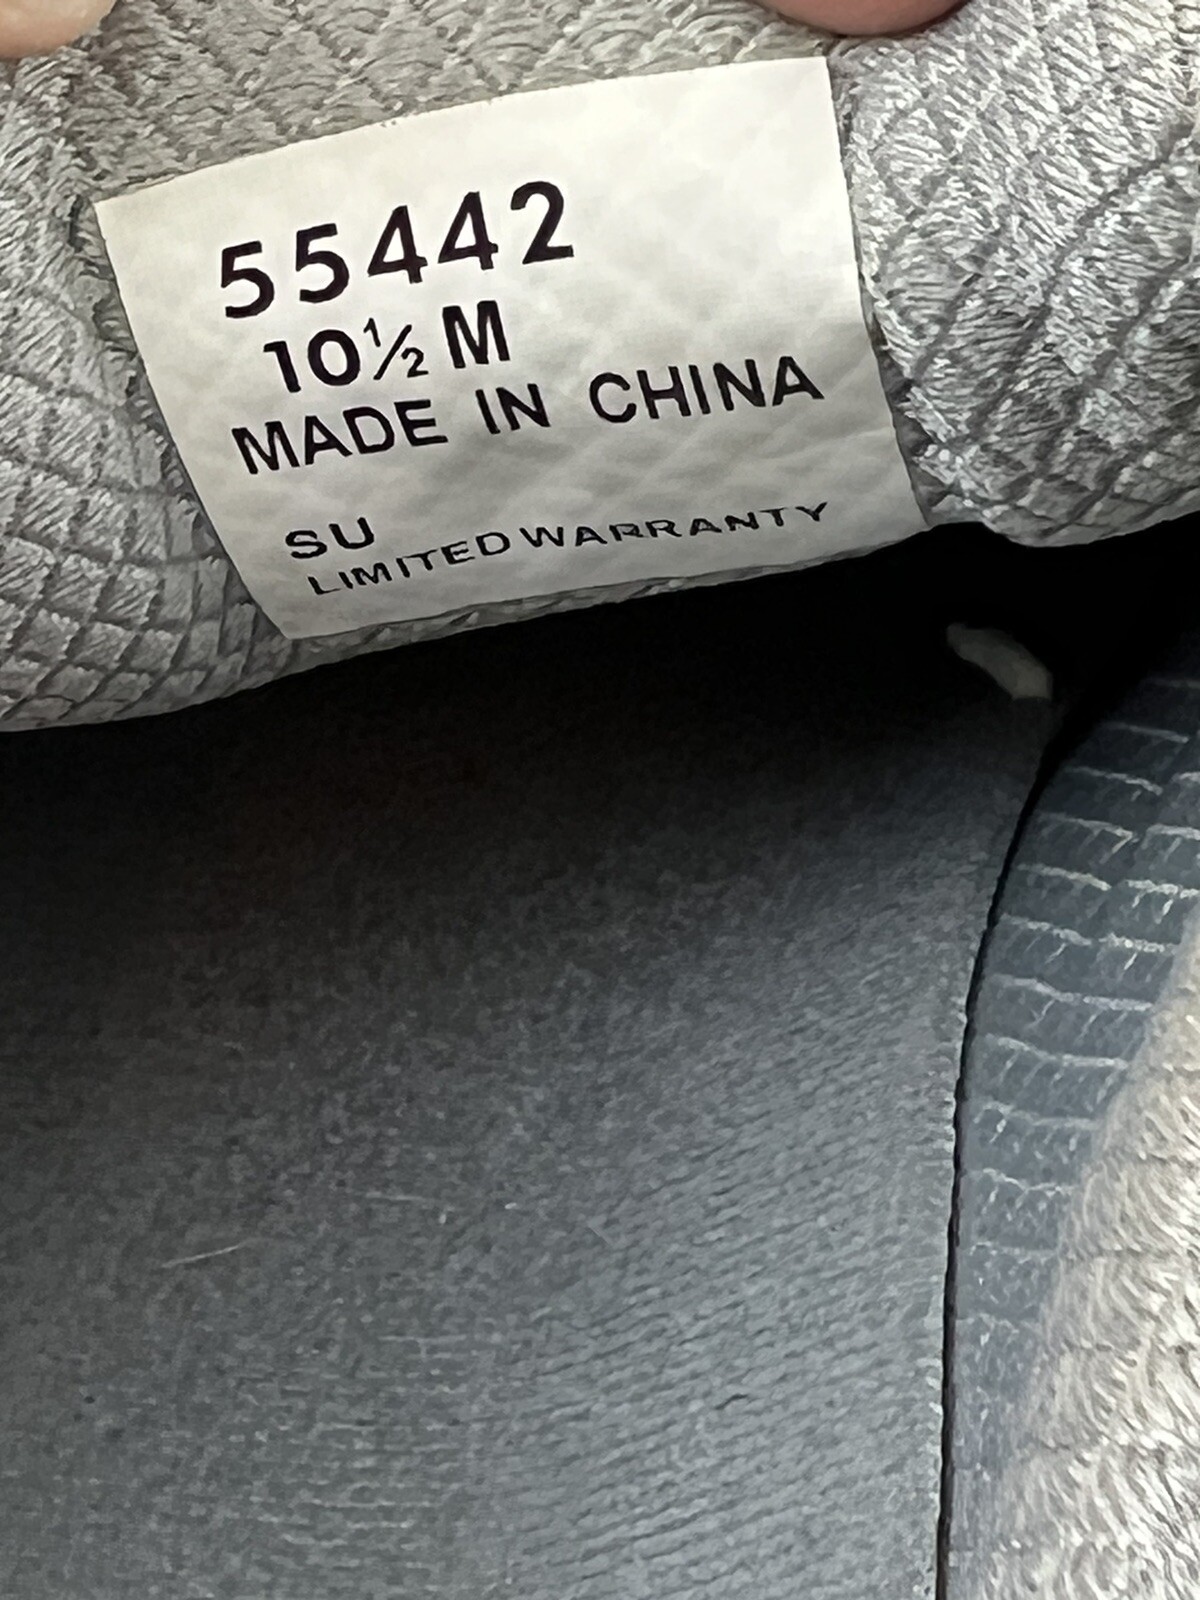 55442
10½ M
MADE IN CHINA
SU
LIMITED WARRANTY